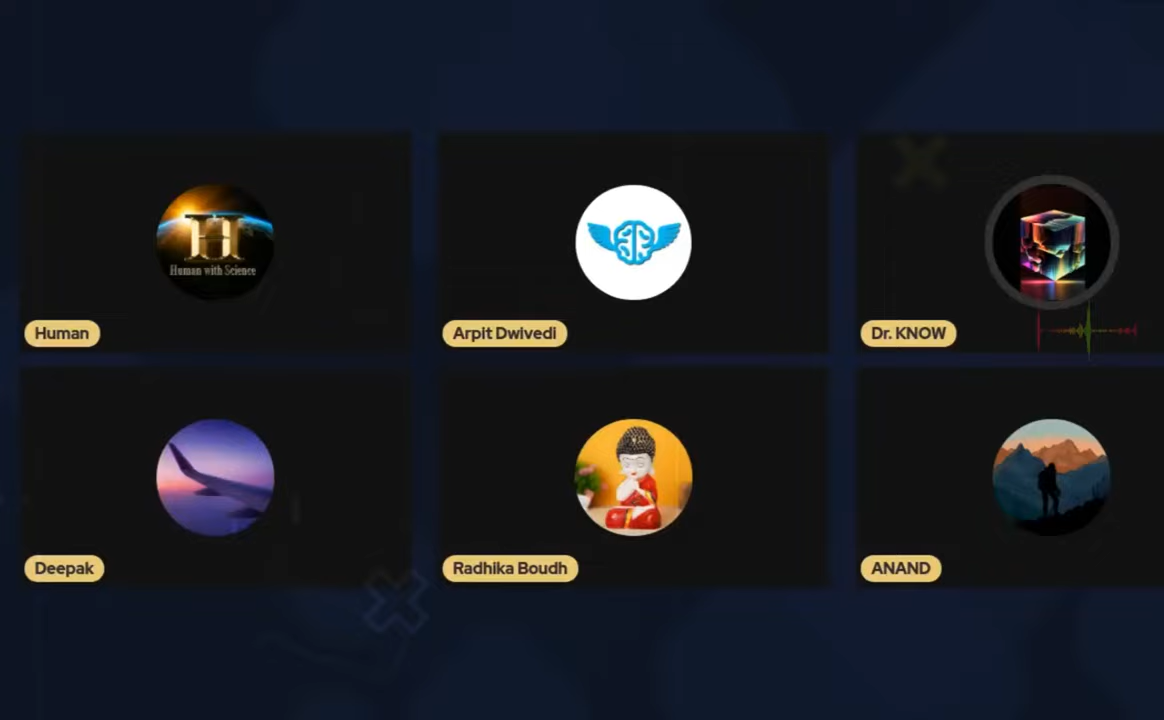 H
Human with Science
Human
Arpit Dwivedi
Dr. KNOW
Deepak
Radhika Boudh
ANAND